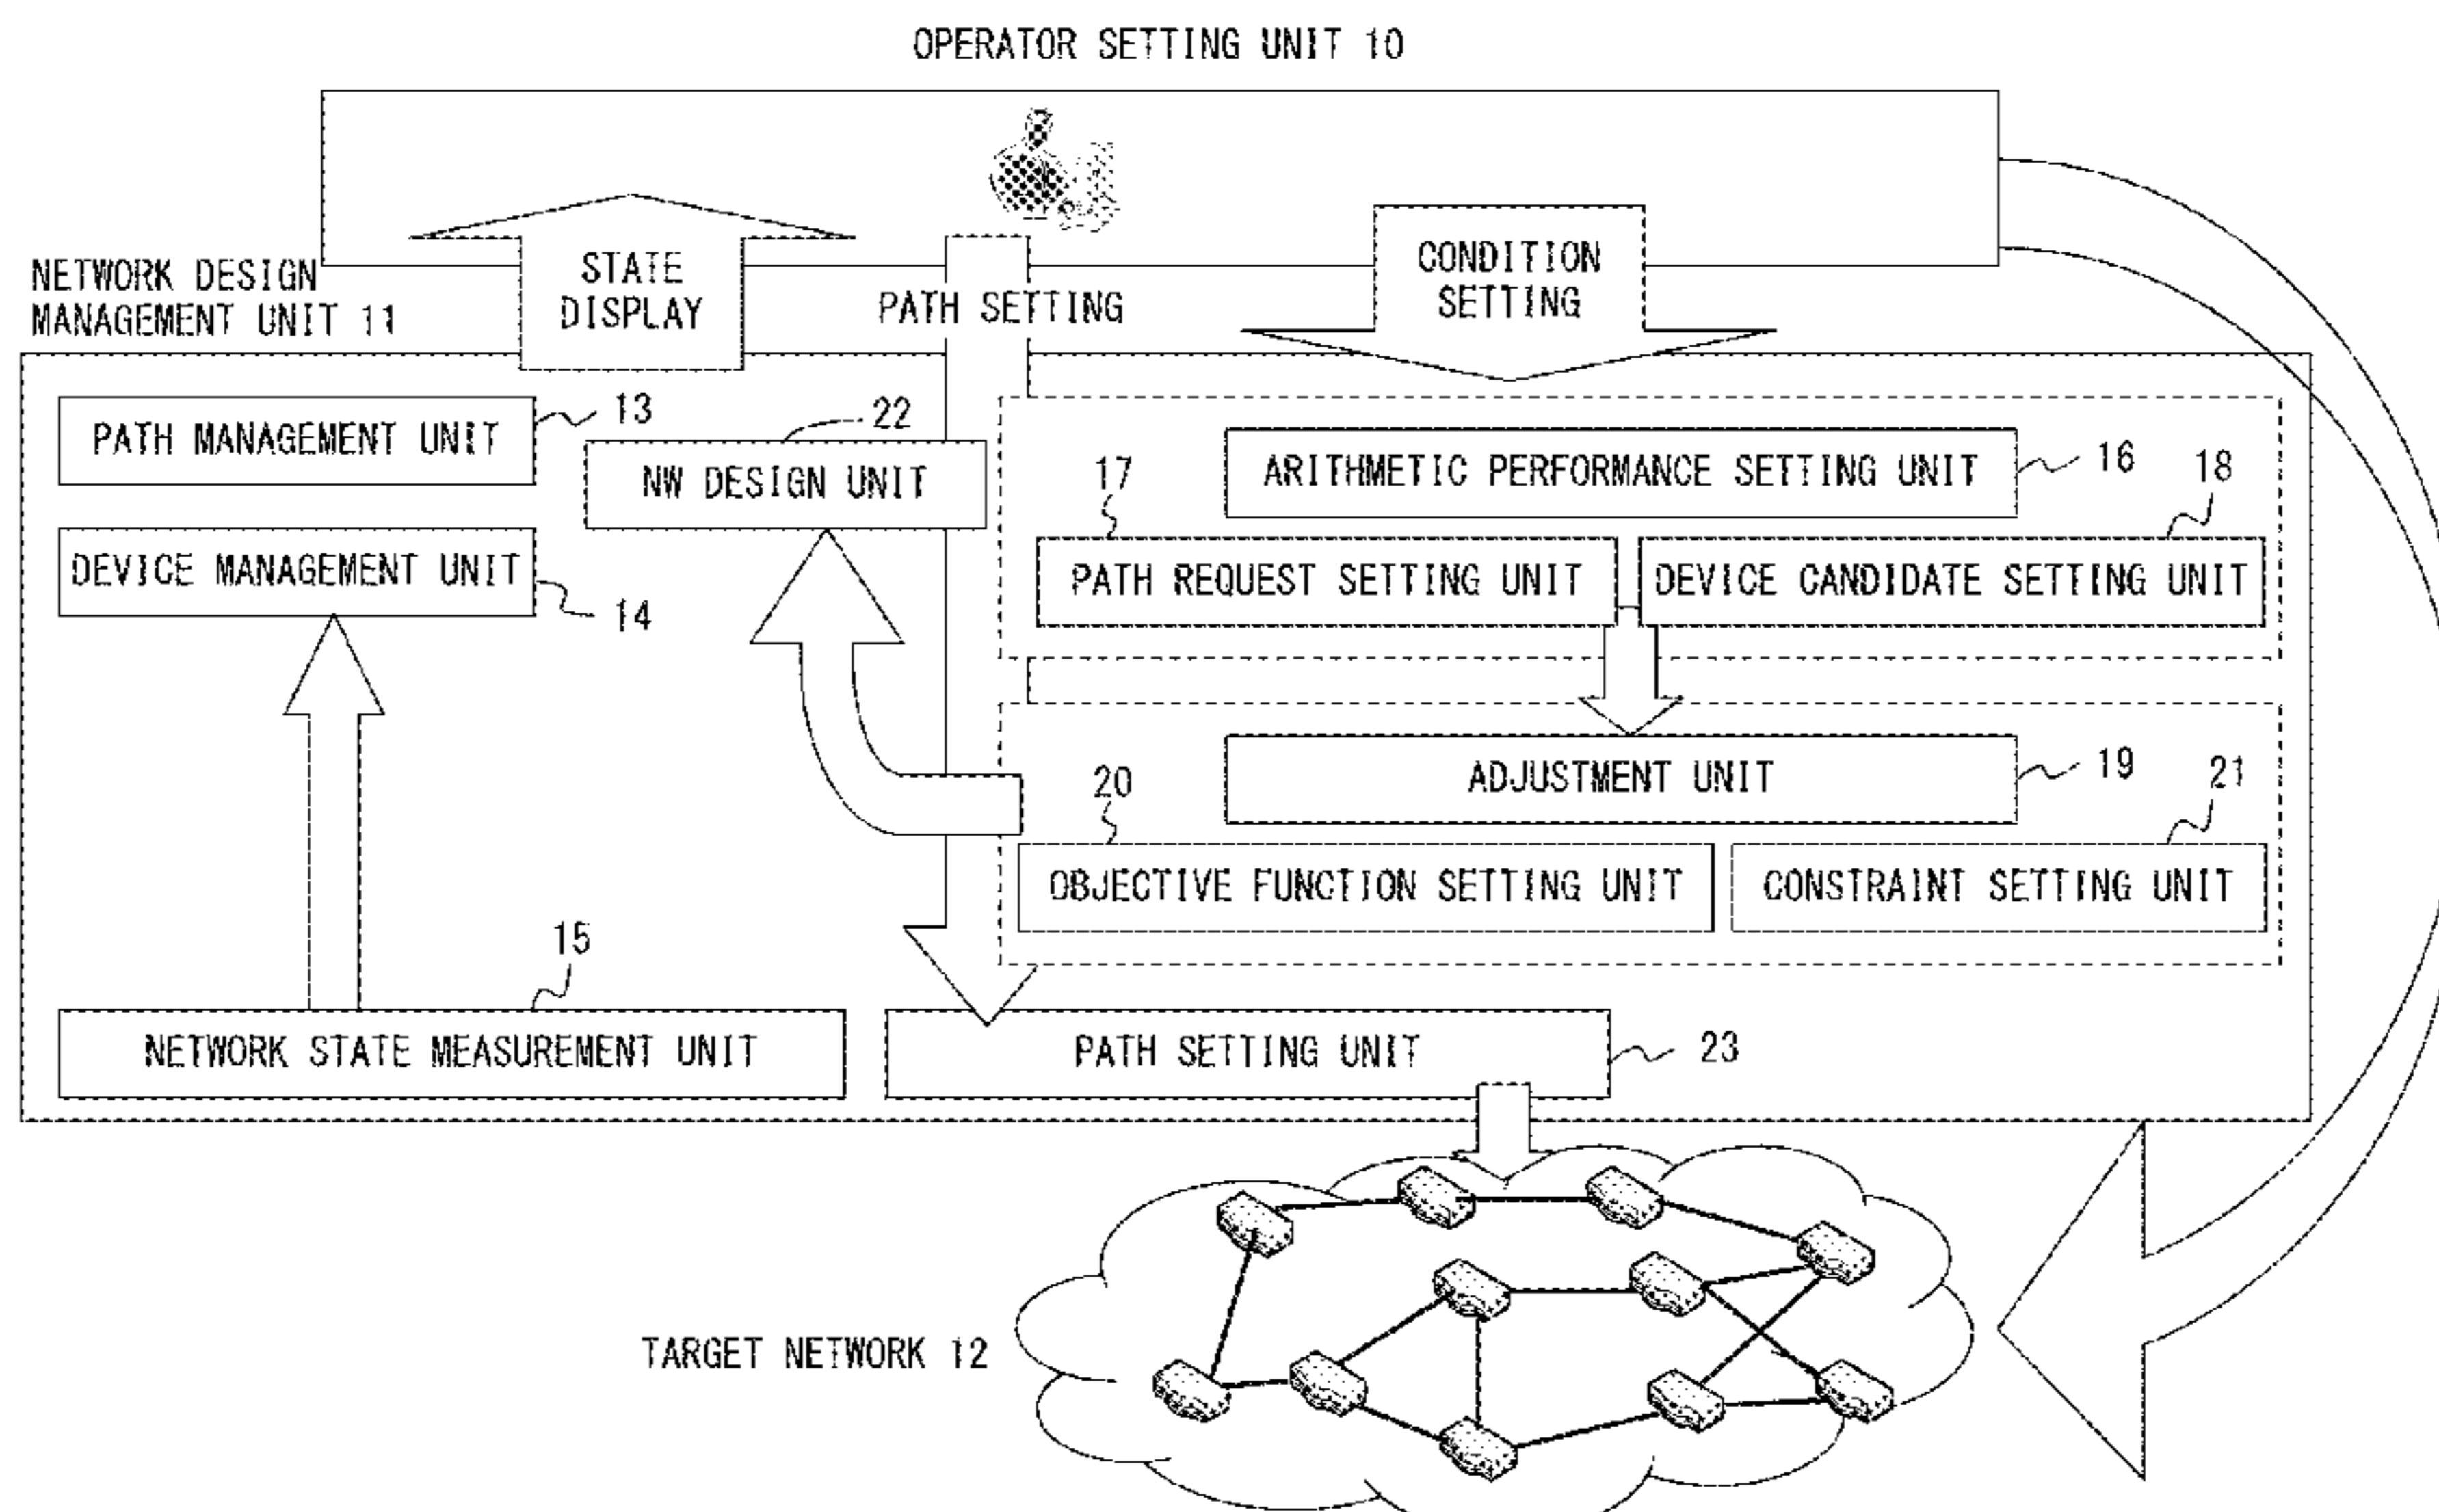 OPERATOR SETTING UNIT 10
STATE
DISPLAY
PATH SETTING
CONDITION
SETTING
NETWORK DESIGN
MANAGEMENT UNIT 11
PATH MANAGEMENT UNIT
13
22
NW DESIGN UNIT
DEVICE MANAGEMENT UNIT
14
ARITHMETIC PERFORMANCE SETTING UNIT
16
17
18
PATH REQUEST SETTING UNIT
DEVICE CANDIDATE SETTING UNIT
ADJUSTMENT UNIT
19
20
21
OBJECTIVE FUNCTION SETTING UNIT
CONSTRAINT SETTING UNIT
15
NETWORK STATE MEASUREMENT UNIT
PATH SETTING UNIT
23
TARGET NETWORK 12